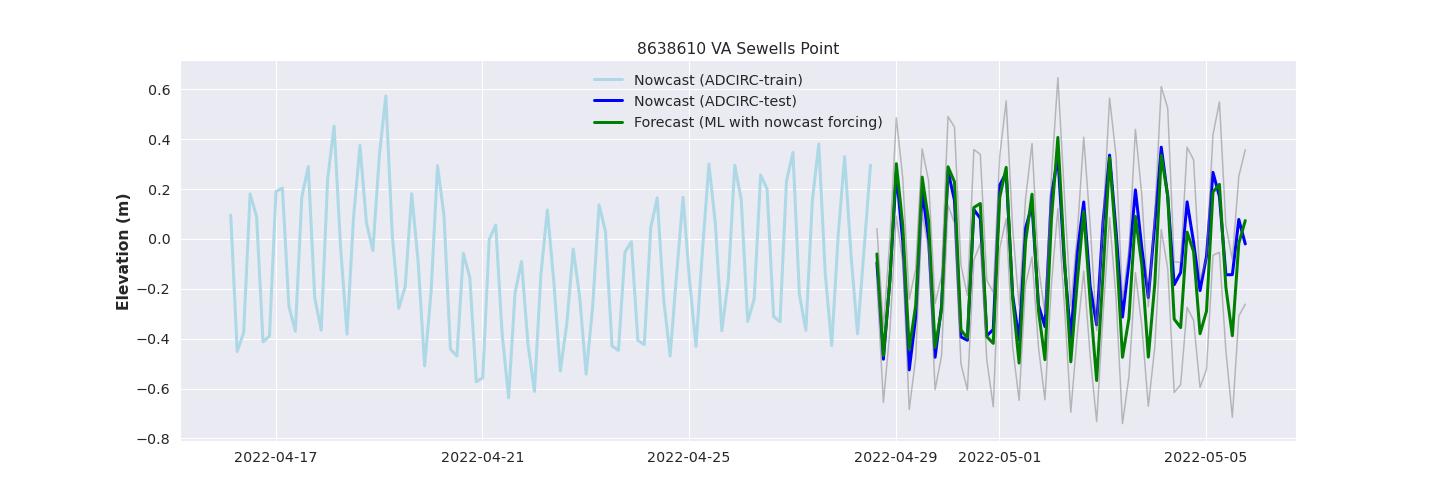 8638610 VA Sewells Point
Nowcast (ADCIRC-train)
Nowcast (ADCIRC-test)
Forecast (ML with nowcast forcing)
Elevation (m)
0.6
0.4
0.2
0.0
−0.2
−0.4
−0.6
−0.8
2022-04-17 2022-04-21 2022-04-25 2022-04-29 2022-05-01 2022-05-05